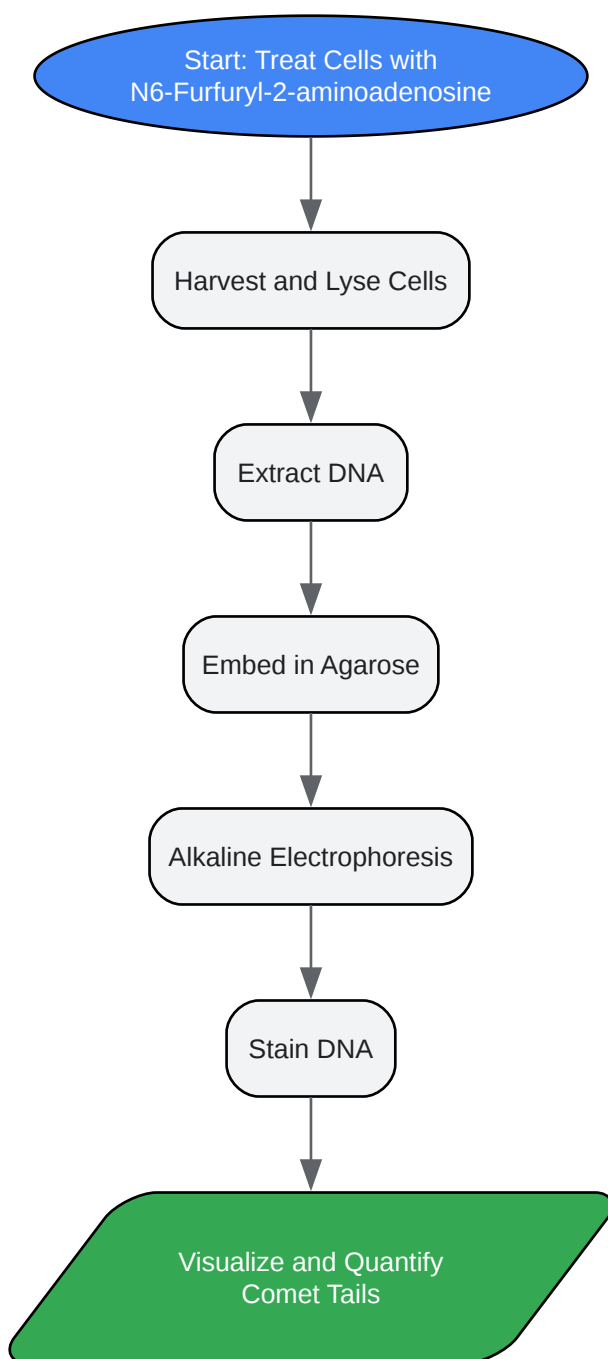 Start: Treat Cells with
N6-Furfuryl-2-aminoadenosine
Harvest and Lyse Cells
Extract DNA
Embed in Agarose
Alkaline Electrophoresis
Stain DNA
Visualize and Quantify
Comet Tails